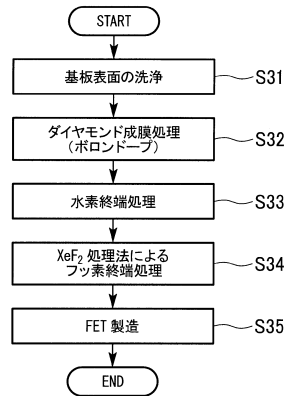 START
基板表面の洗浄
S31
ダイヤモンド成膜処理
(ボロンドープ)
S32
水素終端処理
S33
XeF₂ 処理法による
フッ素終端処理
S34
FET 製造
S35
END